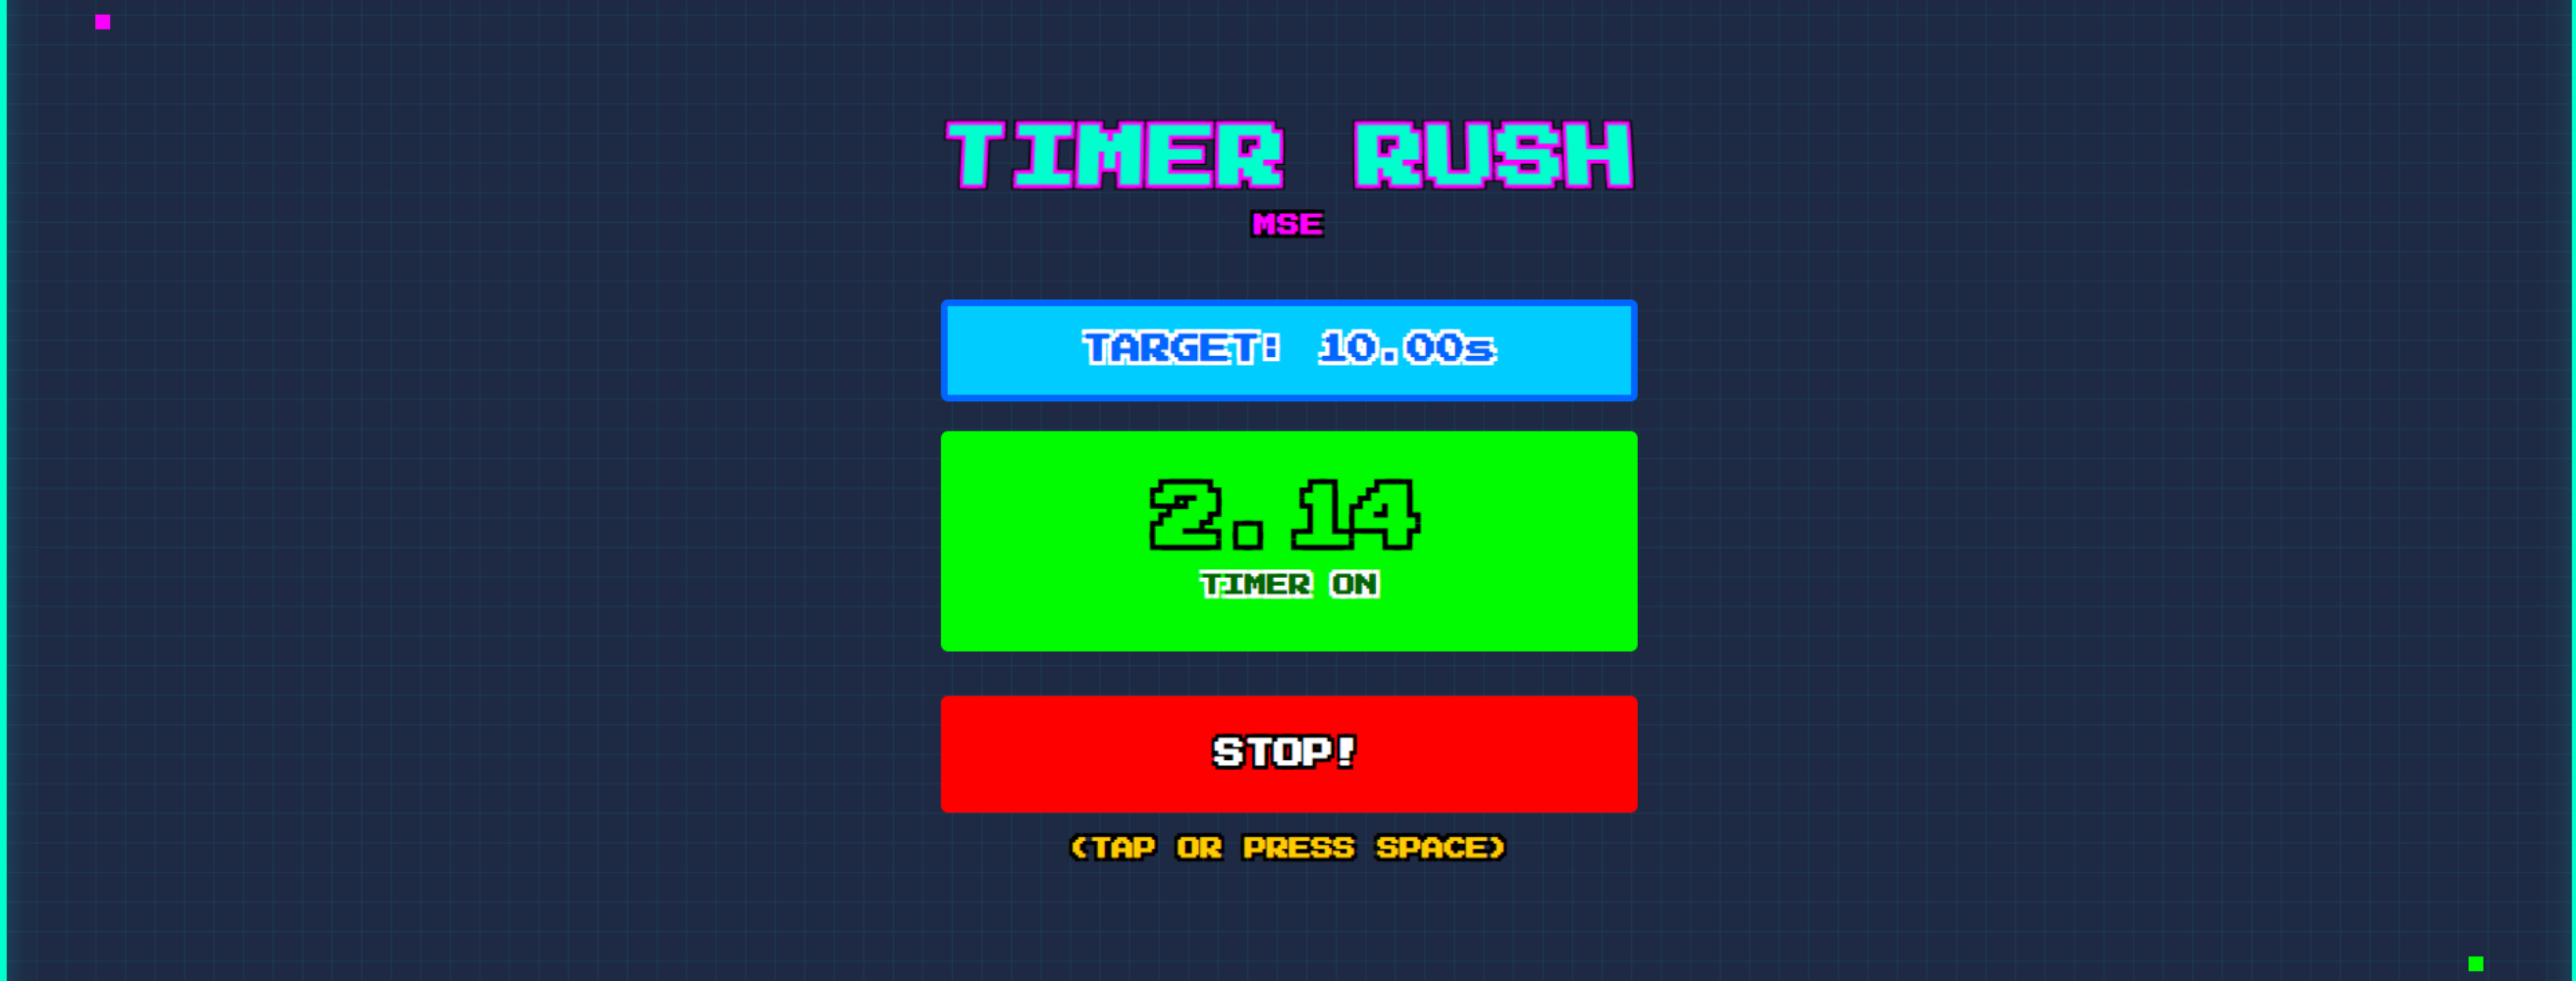 TIMER RUSH
MSE
TARGET: 10.00s
2.14
TIMER ON
STOP!
(TAP OR PRESS SPACE)